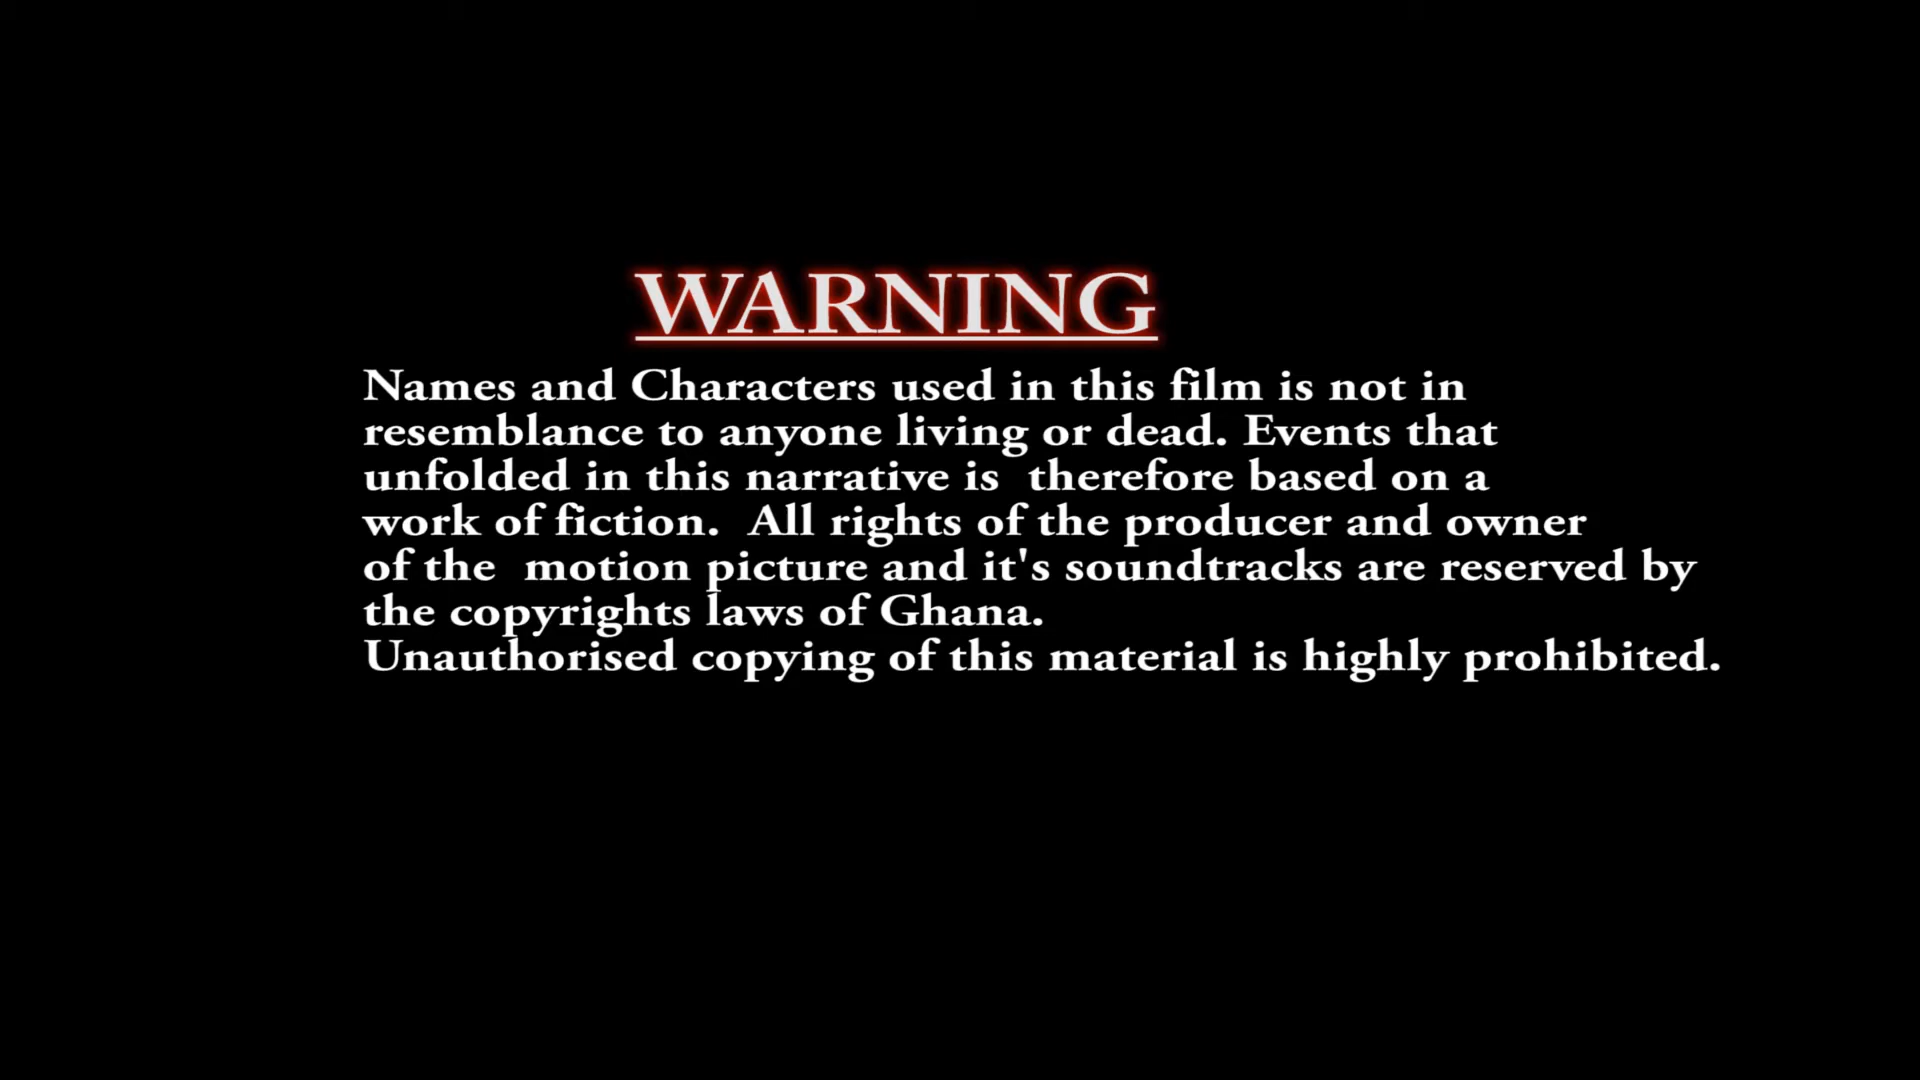 WARNING
Names and Characters used in this film is not in
resemblance to anyone living or dead. Events that
unfolded in this narrative is  therefore based on a
work of fiction.  All rights of the producer and owner
of the  motion picture and it's soundtracks are reserved by
the copyrights laws of Ghana.
Unauthorised copying of this material is highly prohibited.